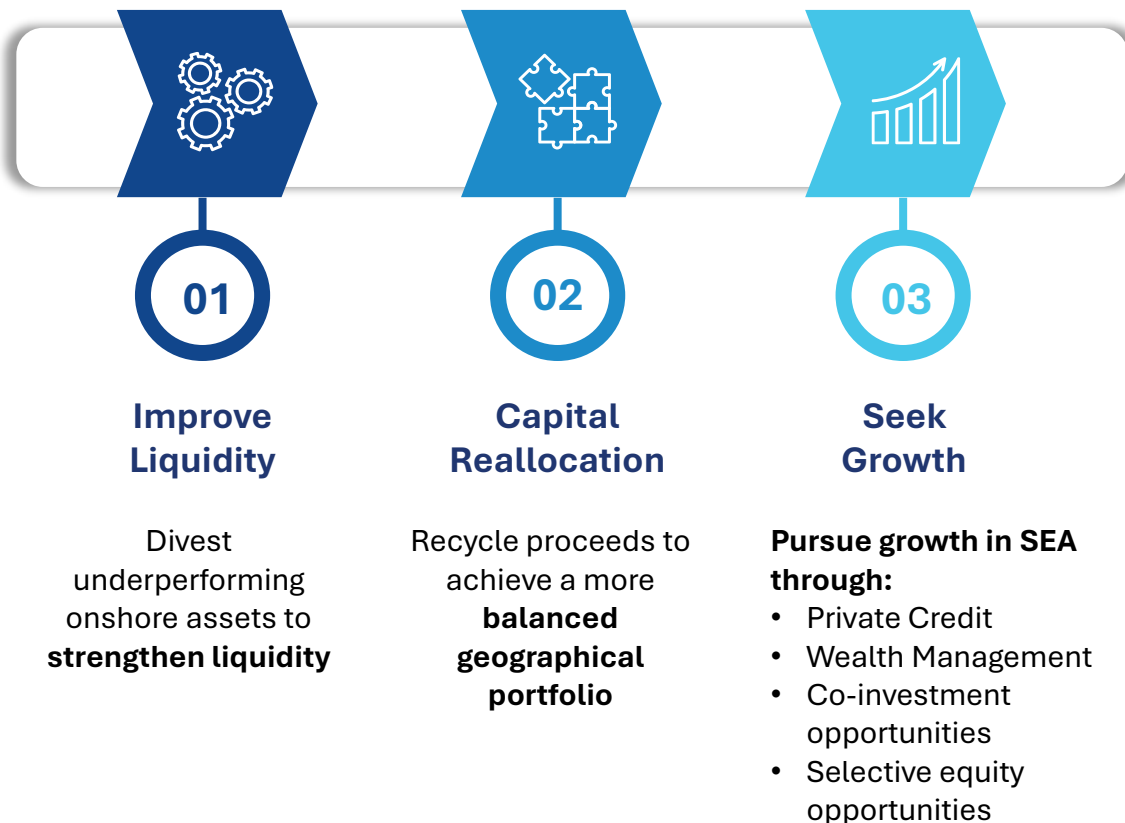 01
Improve
Liquidity
Divest
underperforming
onshore assets to
strengthen liquidity
02
Capital
Reallocation
Recycle proceeds to
achieve a more
balanced
geographical
portfolio
03
Seek
Growth
Pursue growth in SEA
through:
• Private Credit
• Wealth Management
• Co-investment
opportunities
• Selective equity
opportunities